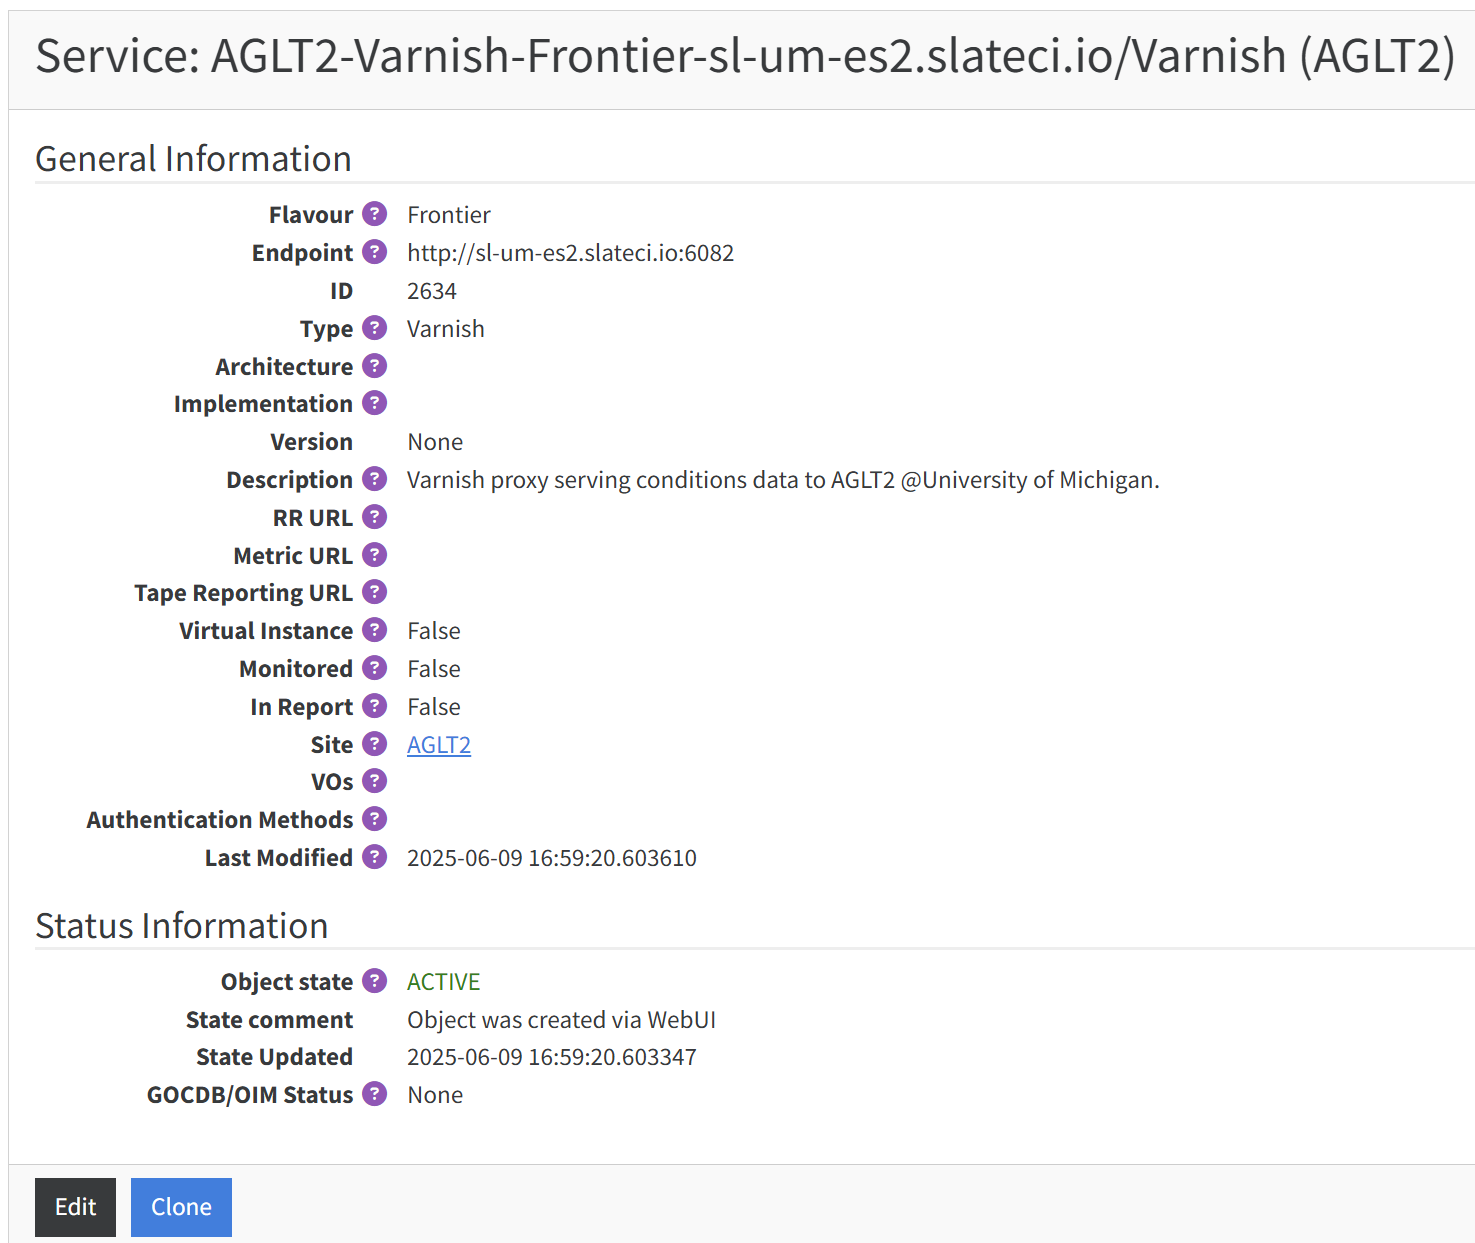 Service: AGLT2-Varnish-Frontier-sl-um-es2.slateci.io/Varnish (AGLT2)
General Information
Flavour ? Frontier
Endpoint ? http://sl-um-es2.slateci.io:6082
ID 2634
Type ? Varnish
Architecture ?
Implementation ?
Version None
Description ? Varnish proxy serving conditions data to AGLT2 @University of Michigan.
RR URL ?
Metric URL ?
Tape Reporting URL ?
Virtual Instance ? False
Monitored ? False
In Report ? False
Site ? AGLT2
VOs ?
Authentication Methods ?
Last Modified ? 2025-06-09 16:59:20.603610
Status Information
Object state ? ACTIVE
State comment Object was created via WebUI
State Updated 2025-06-09 16:59:20.603347
GOCDB/OIM Status ? None
Edit Clone